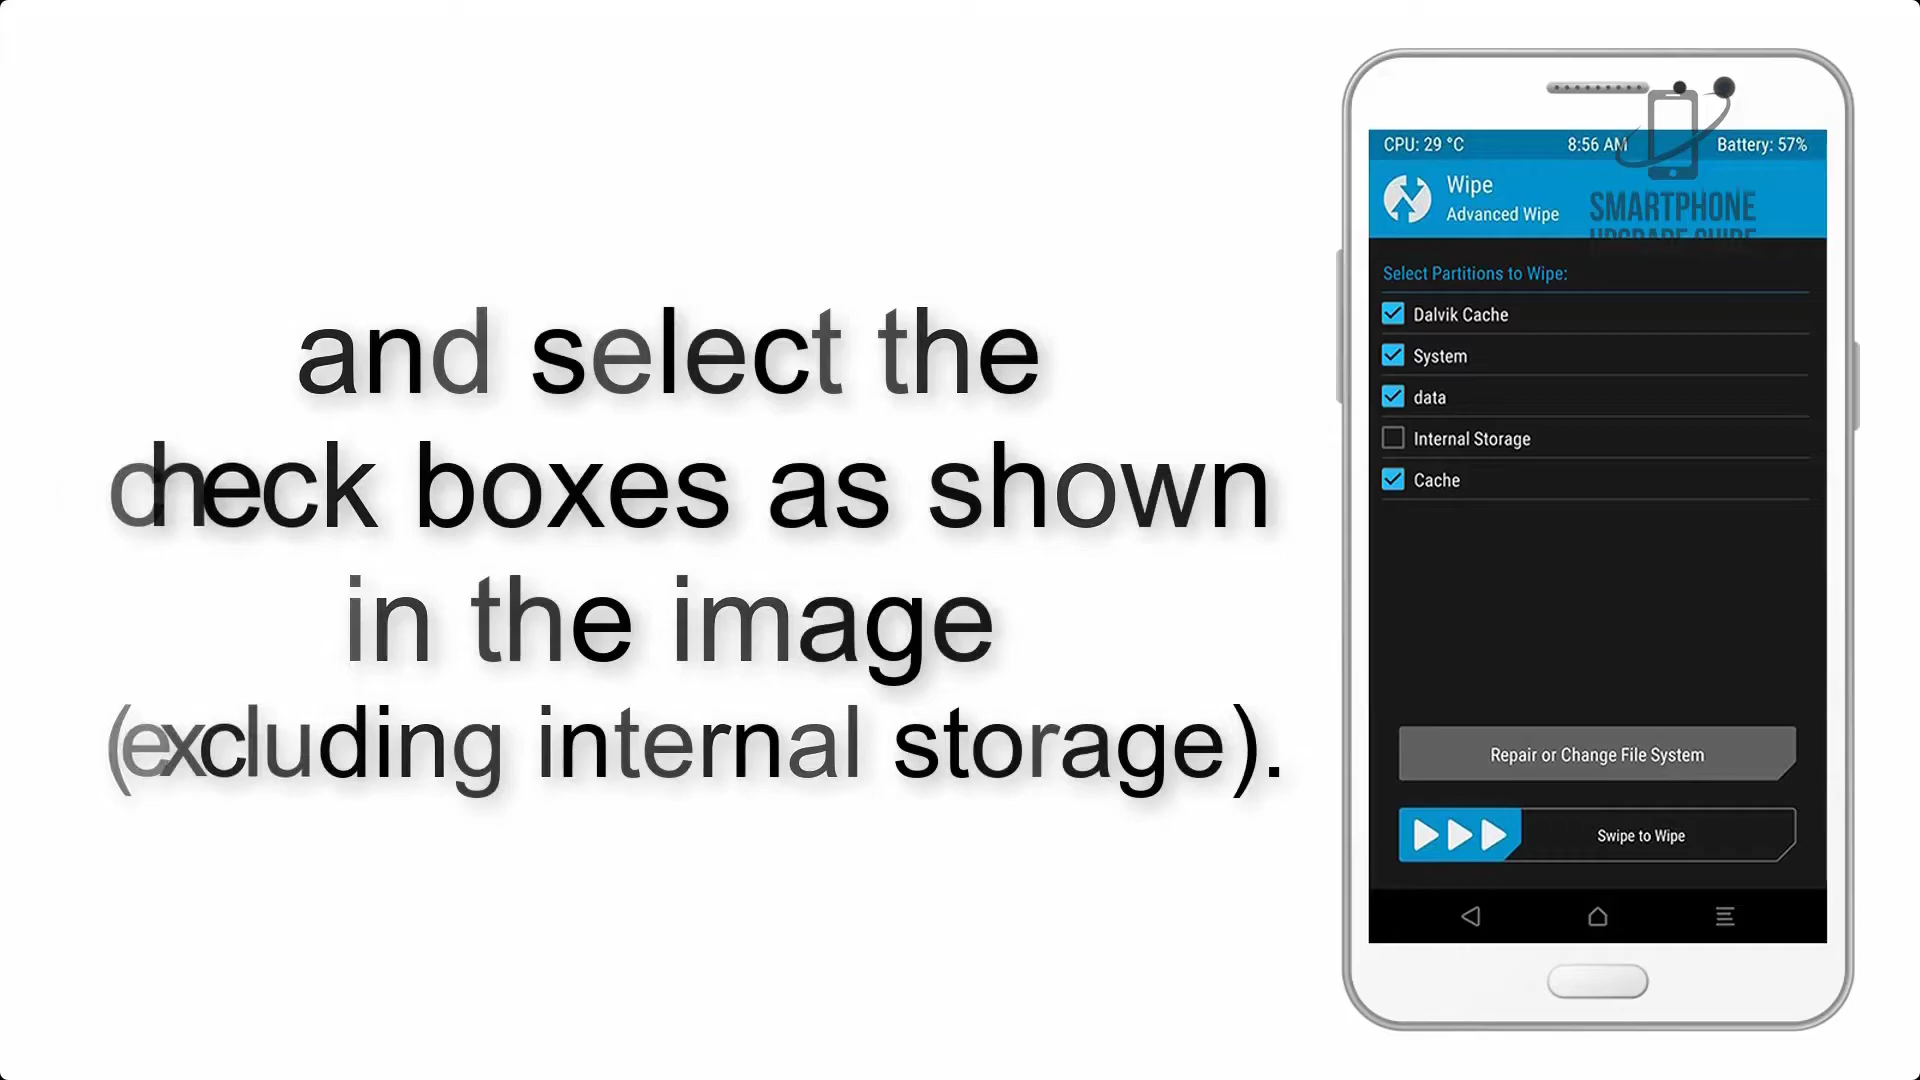 and select the
check boxes as shown
in the image
(excluding internal storage).
CPU: 29 °C 8:56 AM Battery: 57%
Wipe
Advanced Wipe
SMARTPHONE
UPGRADE GUIDE
Select Partitions to Wipe:
Dalvik Cache
System
data
Internal Storage
Cache
Repair or Change File System
Swipe to Wipe